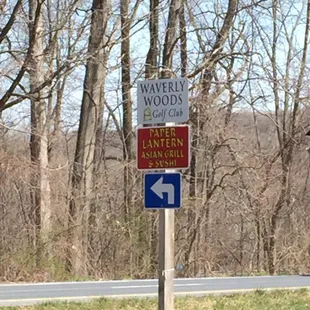 WAVERLY
WOODS
Golf Club
PAPER
LANTERN
ASIAN GRILL
& SUSHI